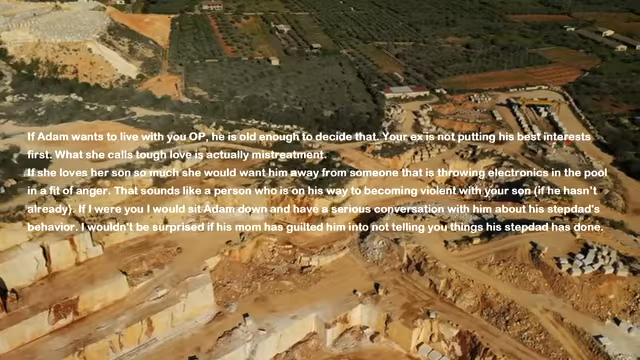 If Adam wants to live with you OP, he is old enough to decide that. Your ex is not putting his best interests
first. What she calls tough love is actually mistreatment.
If she loves her son so much she would want him away from someone that is throwing electronics in the pool
in a fit of anger. That sounds like a person who is on his way to becoming violent with your son (if he hasn't
already). If I were you I would sit Adam down and have a serious conversation with him about his stepdad's
behavior. I wouldn't be surprised if his mom has guilted him into not telling you things his stepdad has done.